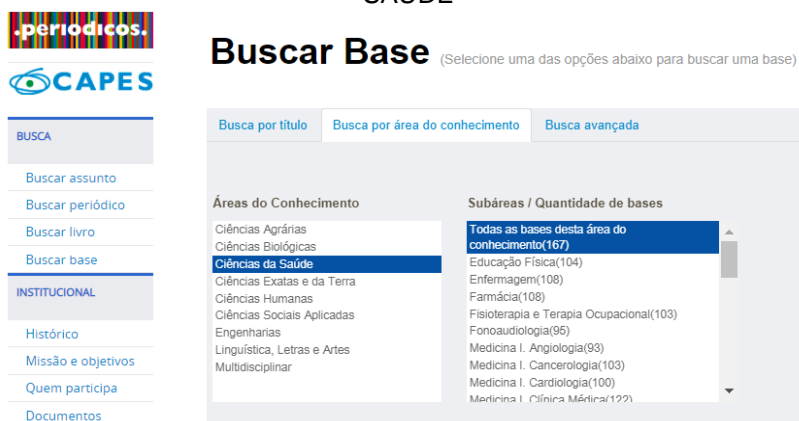 SAÚDE
.periodicos.
CAPES
BUSCA
Buscar assunto
Buscar periódico
Buscar livro
Buscar base
INSTITUCIONAL
Histórico
Missão e objetivos
Quem participa
Documentos
Buscar Base (Selecione uma das opções abaixo para buscar uma base)
Busca por título
Busca por área do conhecimento
Busca avançada
Áreas do Conhecimento
Ciências Agrárias
Ciências Biológicas
Ciências da Saúde
Ciências Exatas e da Terra
Ciências Humanas
Ciências Sociais Aplicadas
Engenharias
Linguística, Letras e Artes
Multidisciplinar
Subáreas / Quantidade de bases
Todas as bases desta área do
conhecimento(167)
Educação Física(104)
Enfermagem(108)
Farmácia(108)
Fisioterapia e Terapia Ocupacional(103)
Fonoaudiologia(95)
Medicina I. Angiologia(93)
Medicina I. Cancerologia(103)
Medicina I. Cardiologia(100)
Medicina I. Clínica Médica(122)